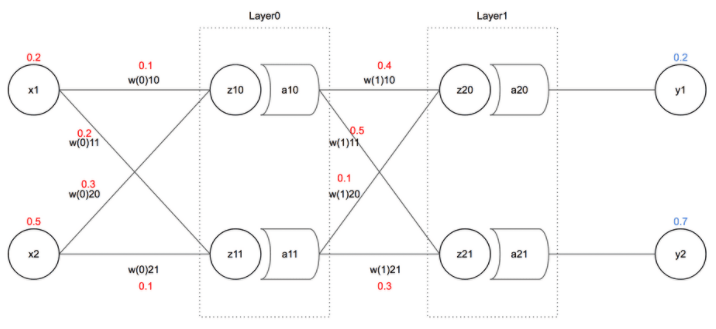 Layer0
Layer1
0.2
0.1
0.4
0.2
x1
w(0)10
z10
a10
w(1)10
z20
a20
y1
0.2
w(0)11
0.5
w(1)11
0.3
w(0)20
0.1
w(1)20
0.5
0.7
x2
w(0)21
z11
a11
w(1)21
z21
a21
y2
0.1
0.3